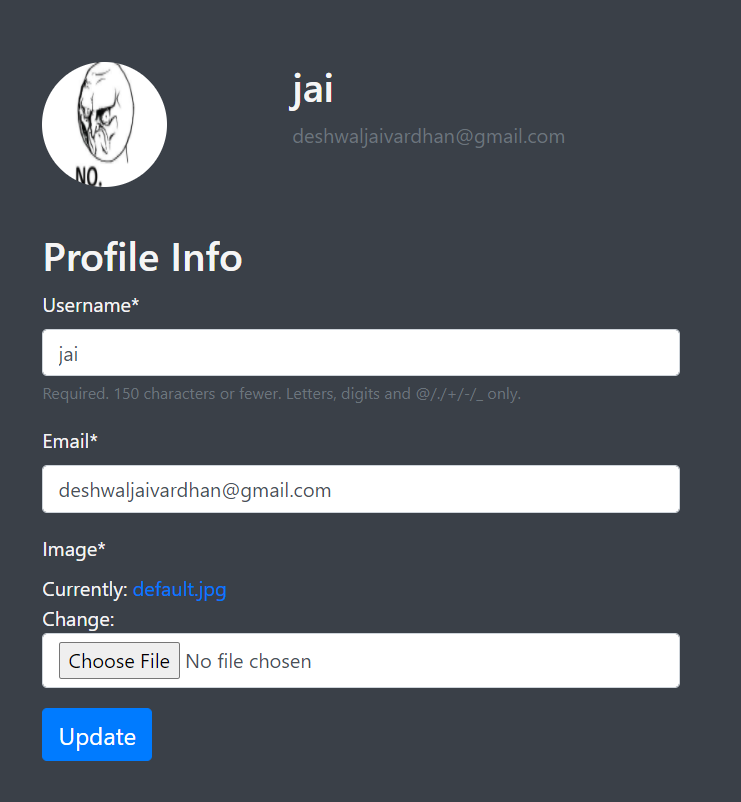 jai
deshwaljaivardhan@gmail.com
NO.
Profile Info
Username*
jai
Required. 150 characters or fewer. Letters, digits and @/./+/-/_ only.
Email*
deshwaljaivardhan@gmail.com
Image*
Currently: default.jpg
Change:
Choose File No file chosen
Update